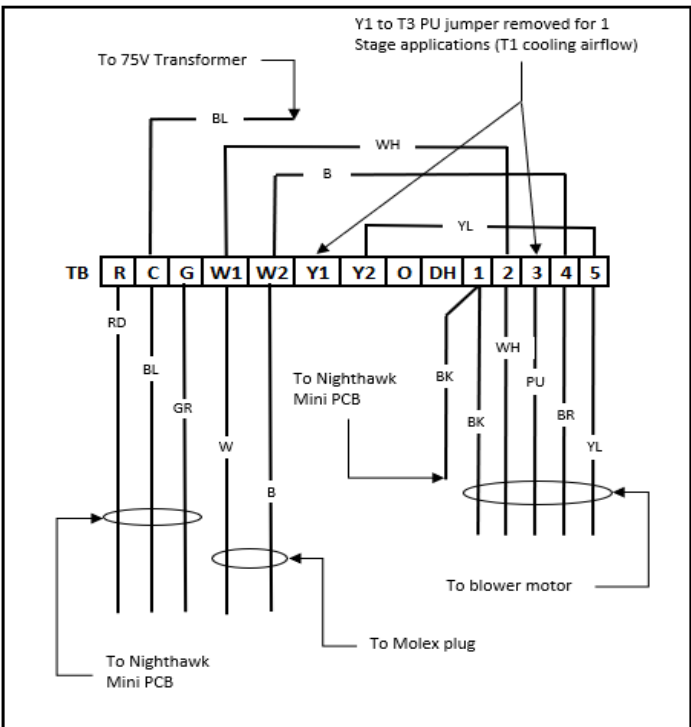 Y1 to T3 PU jumper removed for 1
Stage applications (T1 cooling airflow)
To 75V Transformer
BL
WH
B
YL
TB R C G W1 W2 Y1 Y2 O DH 1 2 3 4 5
RD
BL
GR
W
B
To Nighthawk
Mini PCB
BK
BK
WH
PU
BR
YL
To blower motor
To Molex plug
To Nighthawk
Mini PCB